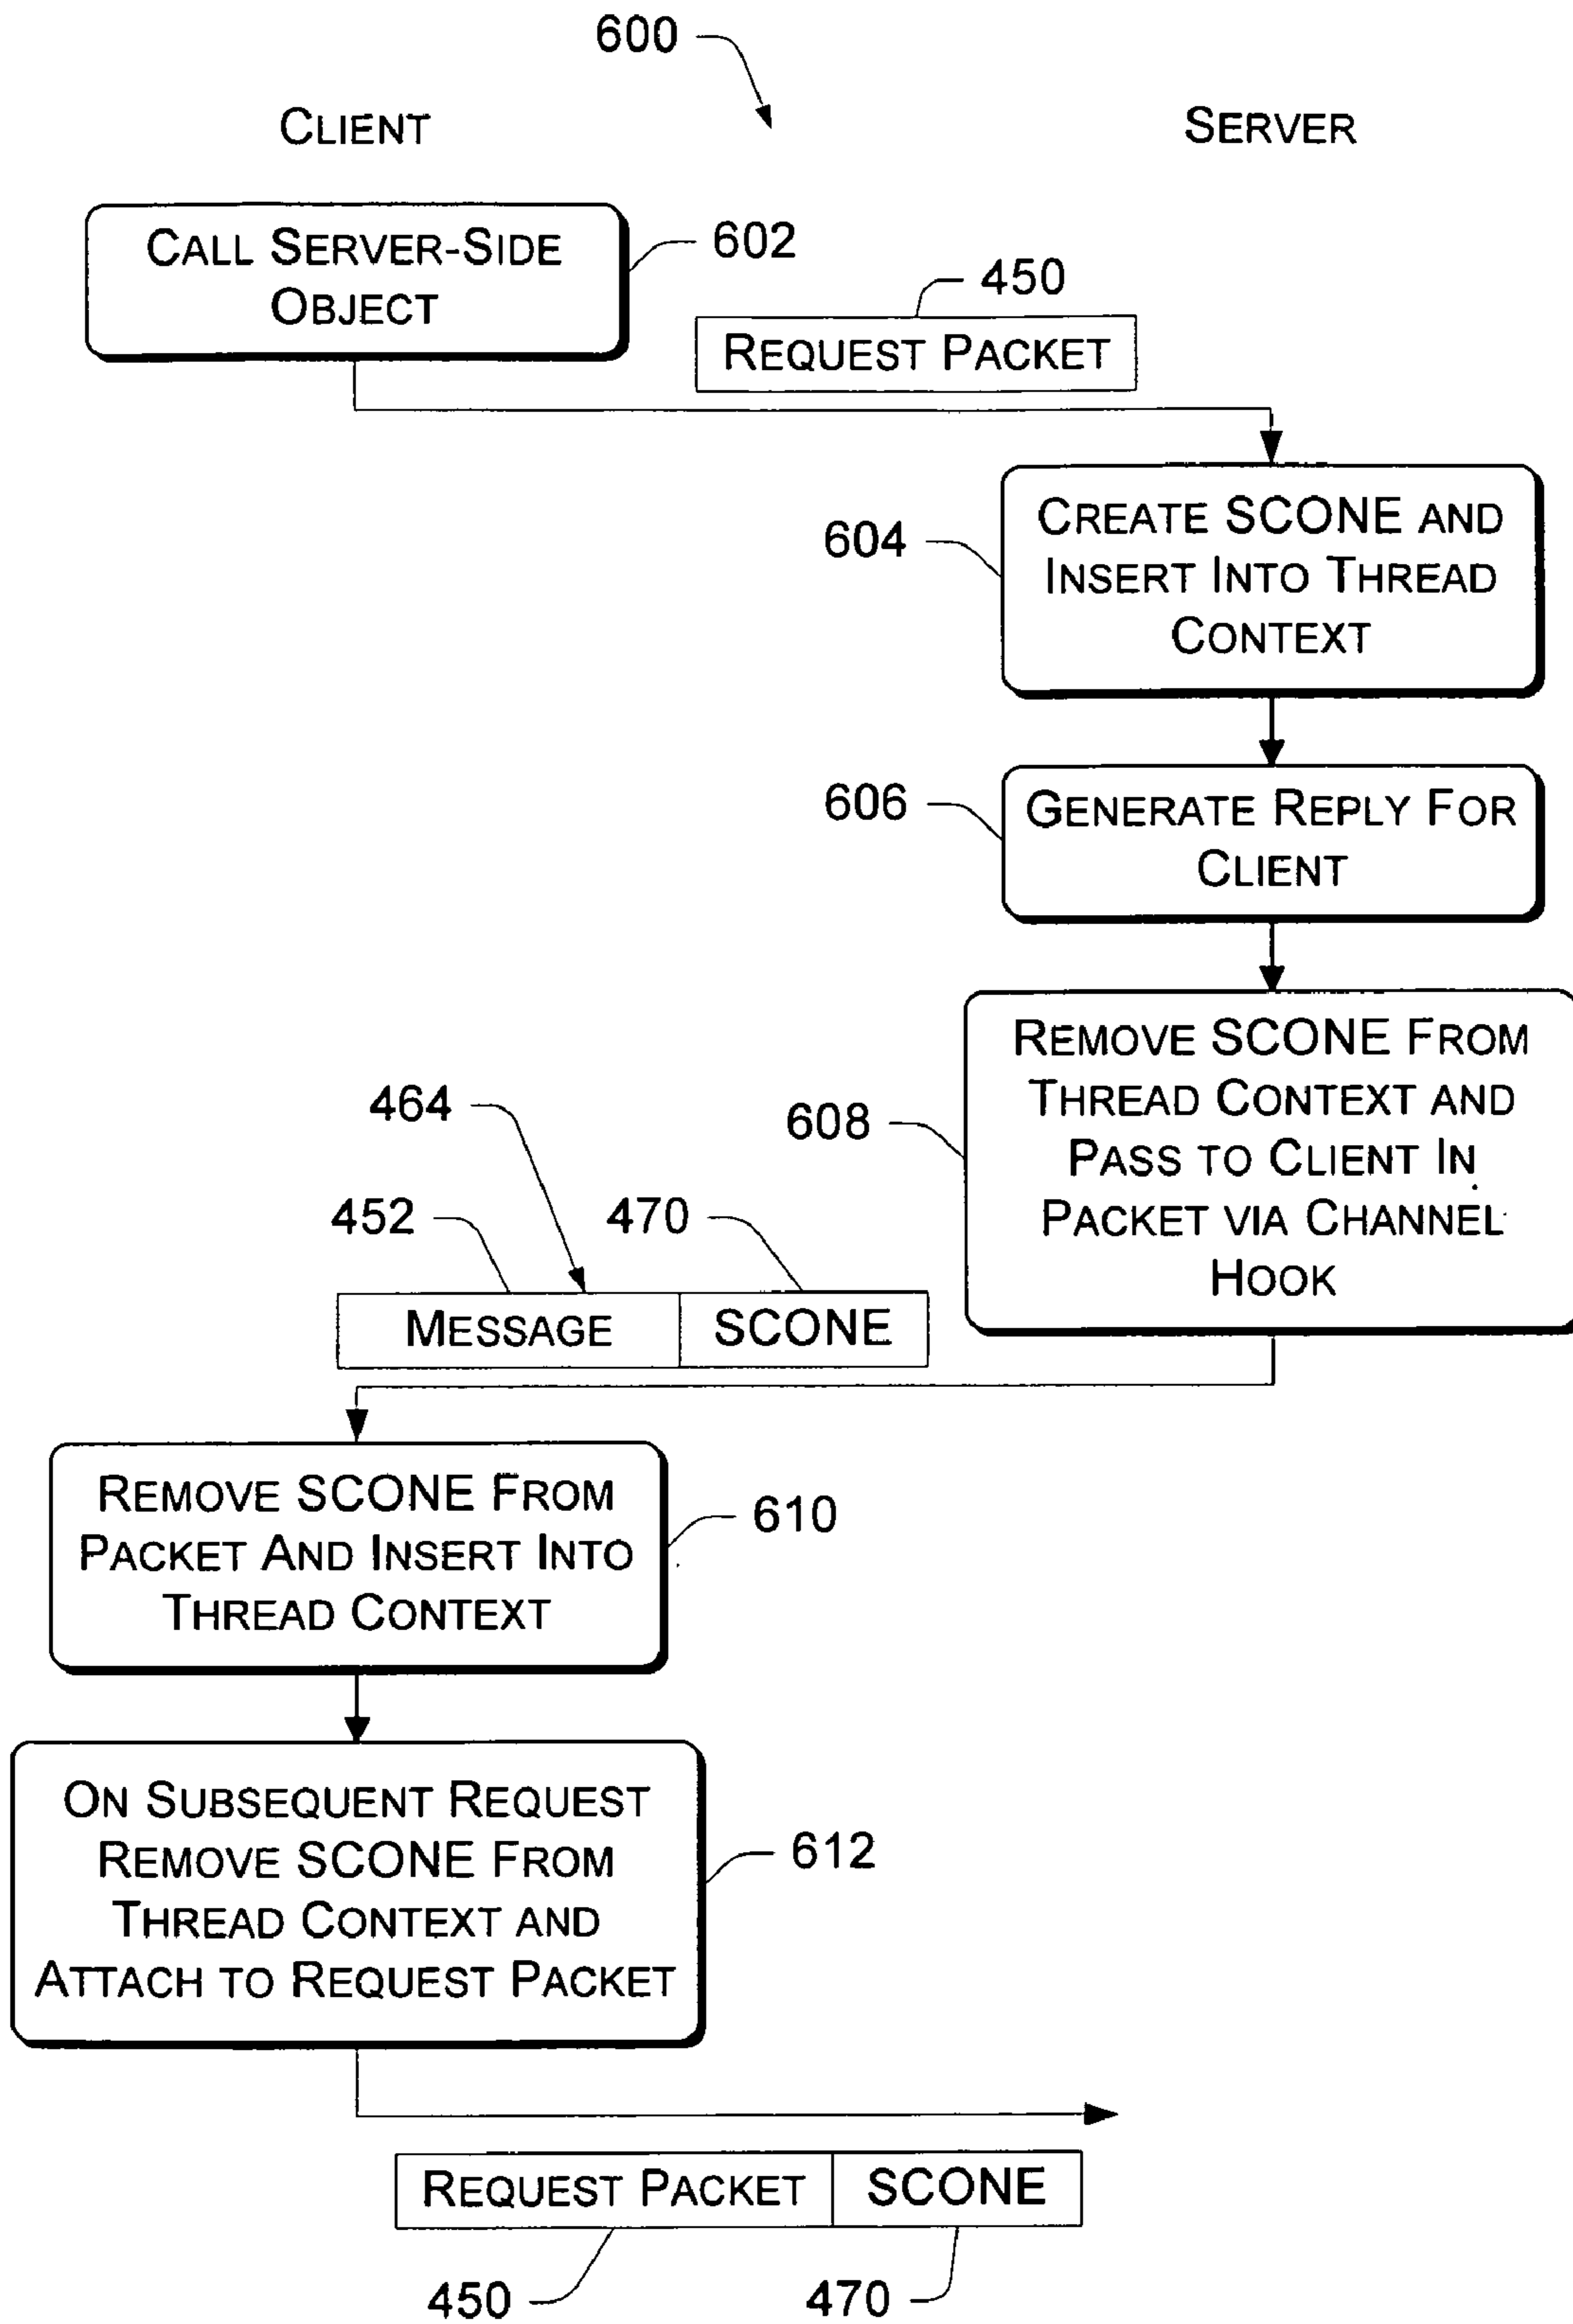 600
CLIENT
SERVER
CALL SERVER-SIDE
OBJECT
602
450
REQUEST PACKET
604
CREATE SCONE AND
INSERT INTO THREAD
CONTEXT
606
GENERATE REPLY FOR
CLIENT
608
REMOVE SCONE FROM
THREAD CONTEXT AND
PASS TO CLIENT IN
PACKET VIA CHANNEL
HOOK
464
452
470
MESSAGE
SCONE
REMOVE SCONE FROM
PACKET AND INSERT INTO
THREAD CONTEXT
610
ON SUBSEQUENT REQUEST
REMOVE SCONE FROM
THREAD CONTEXT AND
ATTACH TO REQUEST PACKET
612
REQUEST PACKET
SCONE
450
470